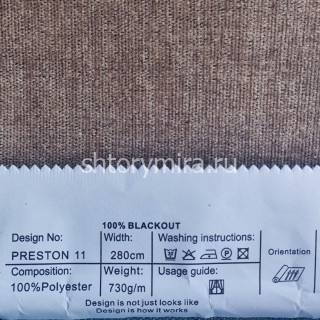 shtorymira.ru
100% BLACKOUT
Design No: Width: Washing instructions:
PRESTON 11 280cm Orientation
Composition: Weight: Usage guide:
100%Polyester 730g/m
Design is not just looks like
Design is how it works